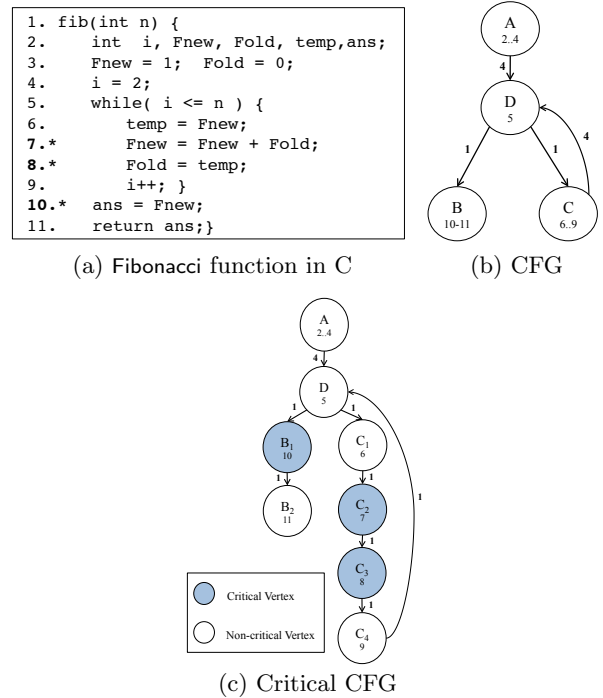 1. fib(int n) {
2. int i, Fnew, Fold, temp,ans;
3. Fnew = 1; Fold = 0;
4. i = 2;
5. while( i <= n ) {
6. temp = Fnew;
7.* Fnew = Fnew + Fold;
8.* Fold = temp;
9. i++; }
10.* ans = Fnew;
11. return ans;}
(a) Fibonacci function in C
A
2..4
4
D
5
1
1
4
B
10-11
C
6..9
(b) CFG
A
2..4
4
D
5
1
1
B1
10
C1
6
1
1
1
B2
11
C2
7
1
C3
8
1
C4
9
Critical Vertex
Non-critical Vertex
(c) Critical CFG